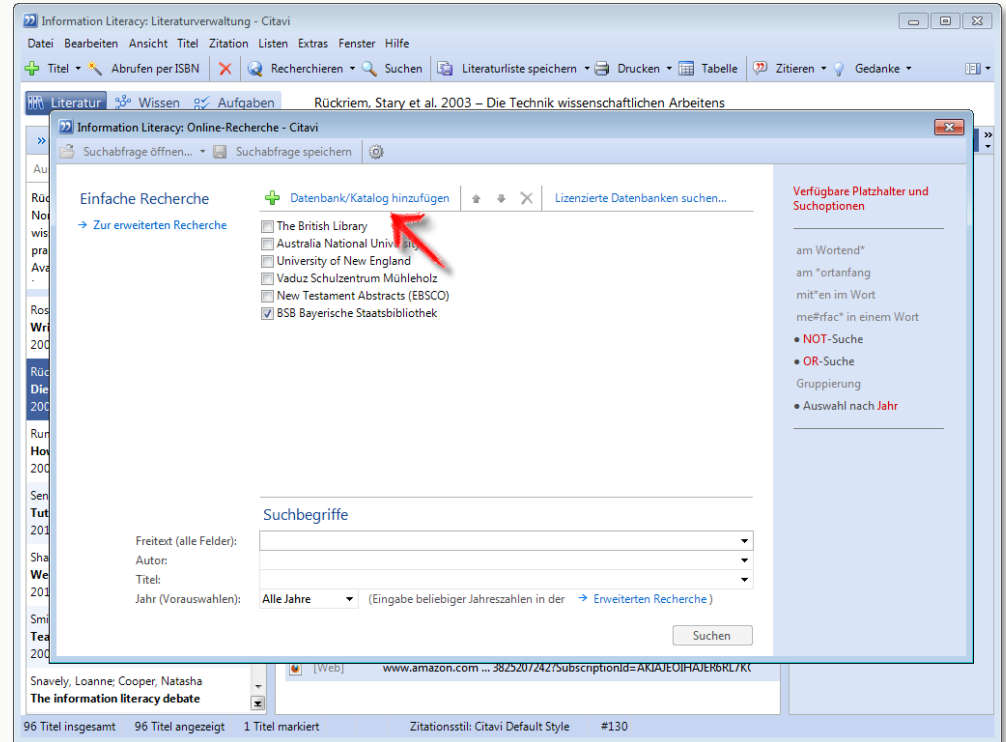 Information Literacy: Literaturverwaltung - Citavi
Datei Bearbeiten Ansicht Titel Zitation Listen Extras Fenster Hilfe
Titel Abrufen per ISBN Recherchieren Suchen Literaturliste speichern Drucken Tabelle Zitieren Gedanke
Literatur Wissen Aufgaben Rückriem, Stary et al. 2003 – Die Technik wissenschaftlichen Arbeitens
Information Literacy: Online-Recherche - Citavi
Suchabfrage öffnen... Suchabfrage speichern
Einfache Recherche
→ Zur erweiterten Recherche
Datenbank/Katalog hinzufügen Lizenzierte Datenbanken suchen...
The British Library
Australia National University
University of New England
Vaduz Schulzentrum Mühleholz
New Testament Abstracts (EBSCO)
BSB Bayerische Staatsbibliothek
Verfügbare Platzhalter und
Suchoptionen
am Wortend*
am *ortanfang
mit*en im Wort
me#rfac* in einem Wort
● NOT-Suche
● OR-Suche
Gruppierung
● Auswahl nach Jahr
Suchbegriffe
Freitext (alle Felder):
Autor:
Titel:
Jahr (Vorauswahlen): Alle Jahre (Eingabe beliebiger Jahreszahlen in der → Erweiterten Recherche)
Suchen
[Web] www.amazon.com ... 3825207242?SubscriptionId=AKIAJEOIHAJER6RL7K
Snavely, Loanne; Cooper, Natasha
The information literacy debate
96 Titel insgesamt 96 Titel angezeigt 1 Titel markiert Zitationsstil: Citavi Default Style #130